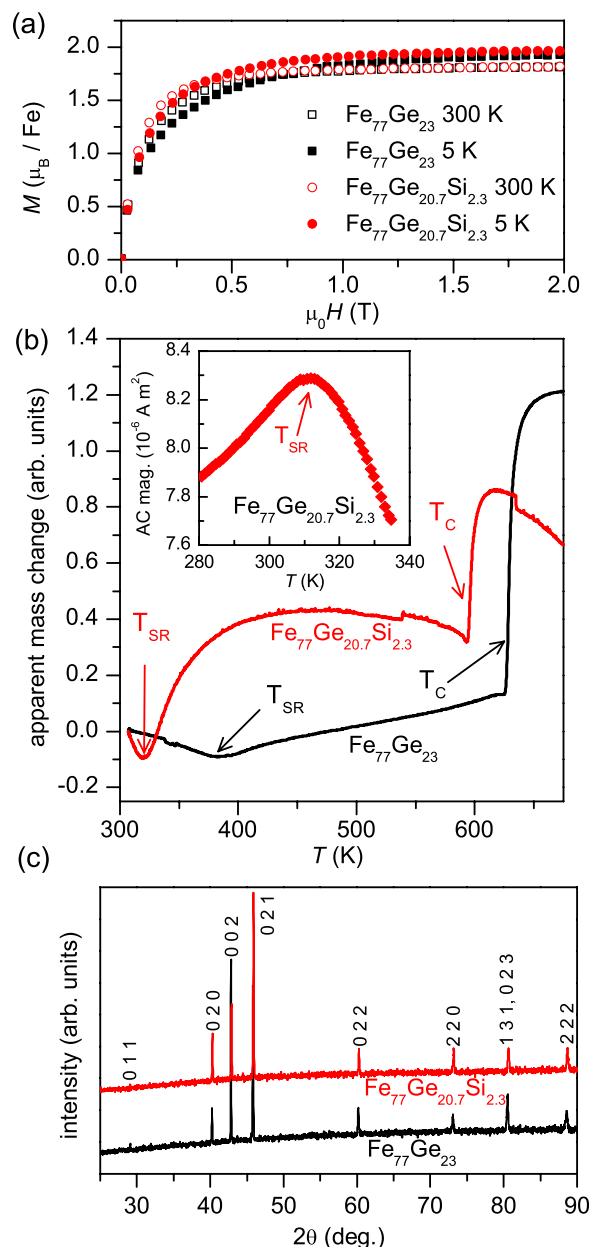 (a)
2.0
1.5
1.0
0.5
0.0
M (μB / Fe)
Fe77Ge23 300 K
Fe77Ge23 5 K
Fe77Ge20.7Si2.3 300 K
Fe77Ge20.7Si2.3 5 K
0.0 0.5 1.0 1.5 2.0
μ0H (T)
(b)
1.4
1.2
1.0
0.8
0.6
0.4
0.2
0.0
-0.2
apparent mass change (arb. units)
8.4
8.2
8.0
7.8
7.6
AC mag. (10-6 A m2)
TSR
Fe77Ge20.7Si2.3
280 300 320 340
T (K)
TC
TSR
Fe77Ge20.7Si2.3
TSR
TC
Fe77Ge23
300 400 500 600
T (K)
(c)
intensity (arb. units)
0 1 1
0 2 0
0 0 2
0 2 1
0 2 2
2 2 0
1 3 1, 0 2 3
2 2 2
Fe77Ge20.7Si2.3
Fe77Ge23
30 40 50 60 70 80 90
2θ (deg.)